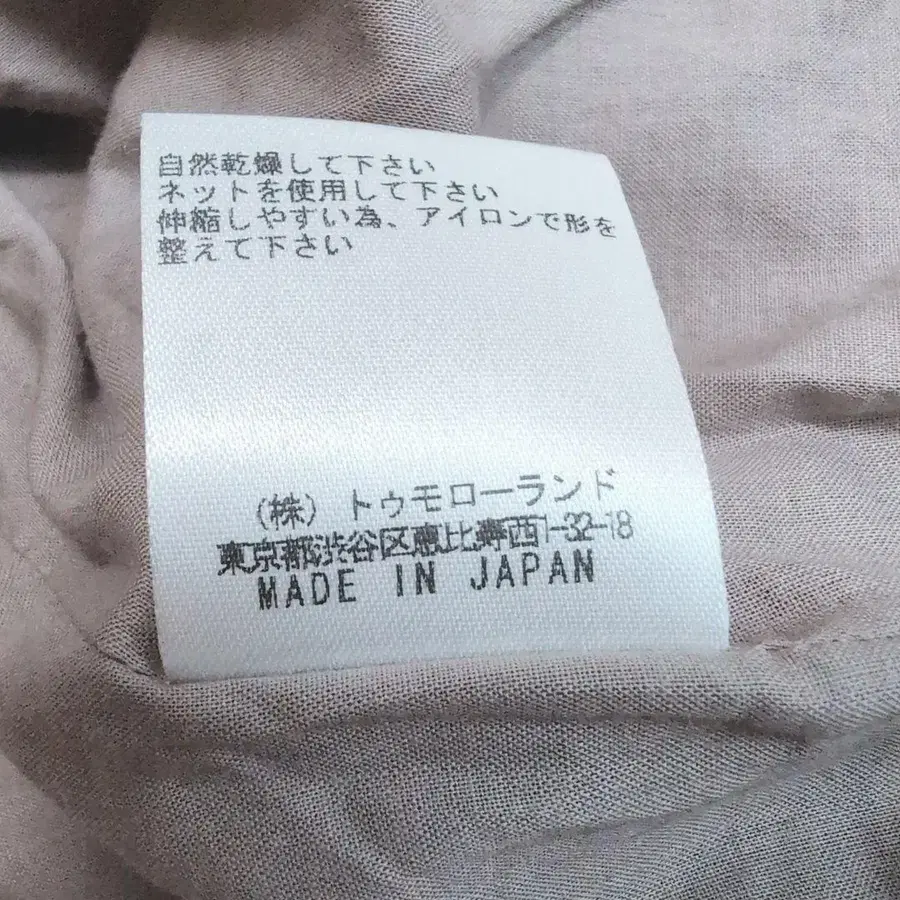 自然乾燥して下さい
ネットを使用して下さい
伸縮しやすい為、アイロンで形を
整えて下さい
(株) トゥモローランド
東京都渋谷区恵比寿西1-32-18
MADE IN JAPAN